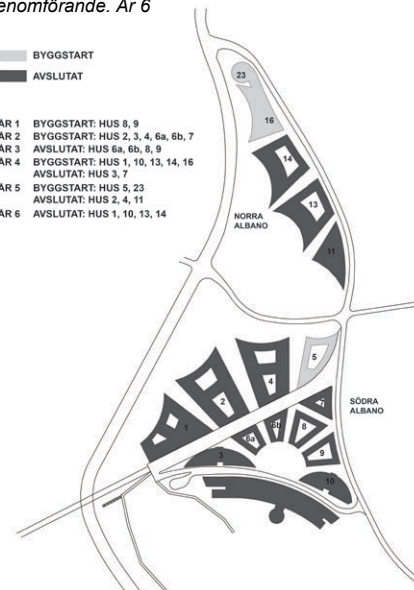 enomförande. År 6
BYGGSTART
AVSLUTAT
ÅR 1 BYGGSTART: HUS 8, 9
ÅR 2 BYGGSTART: HUS 2, 3, 4, 6a, 6b, 7
ÅR 3 AVSLUTAT: HUS 6a, 6b, 8, 9
ÅR 4 BYGGSTART: HUS 1, 10, 13, 14, 16
AVSLUTAT: HUS 3, 7
ÅR 5 BYGGSTART: HUS 5, 23
AVSLUTAT: HUS 2, 4, 11
ÅR 6 AVSLUTAT: HUS 1, 10, 13, 14
23
16
14
13
NORRA
ALBANO
11
5
4
2
7
SÖDRA
ALBANO
1
6a
6b
8
3
9
10